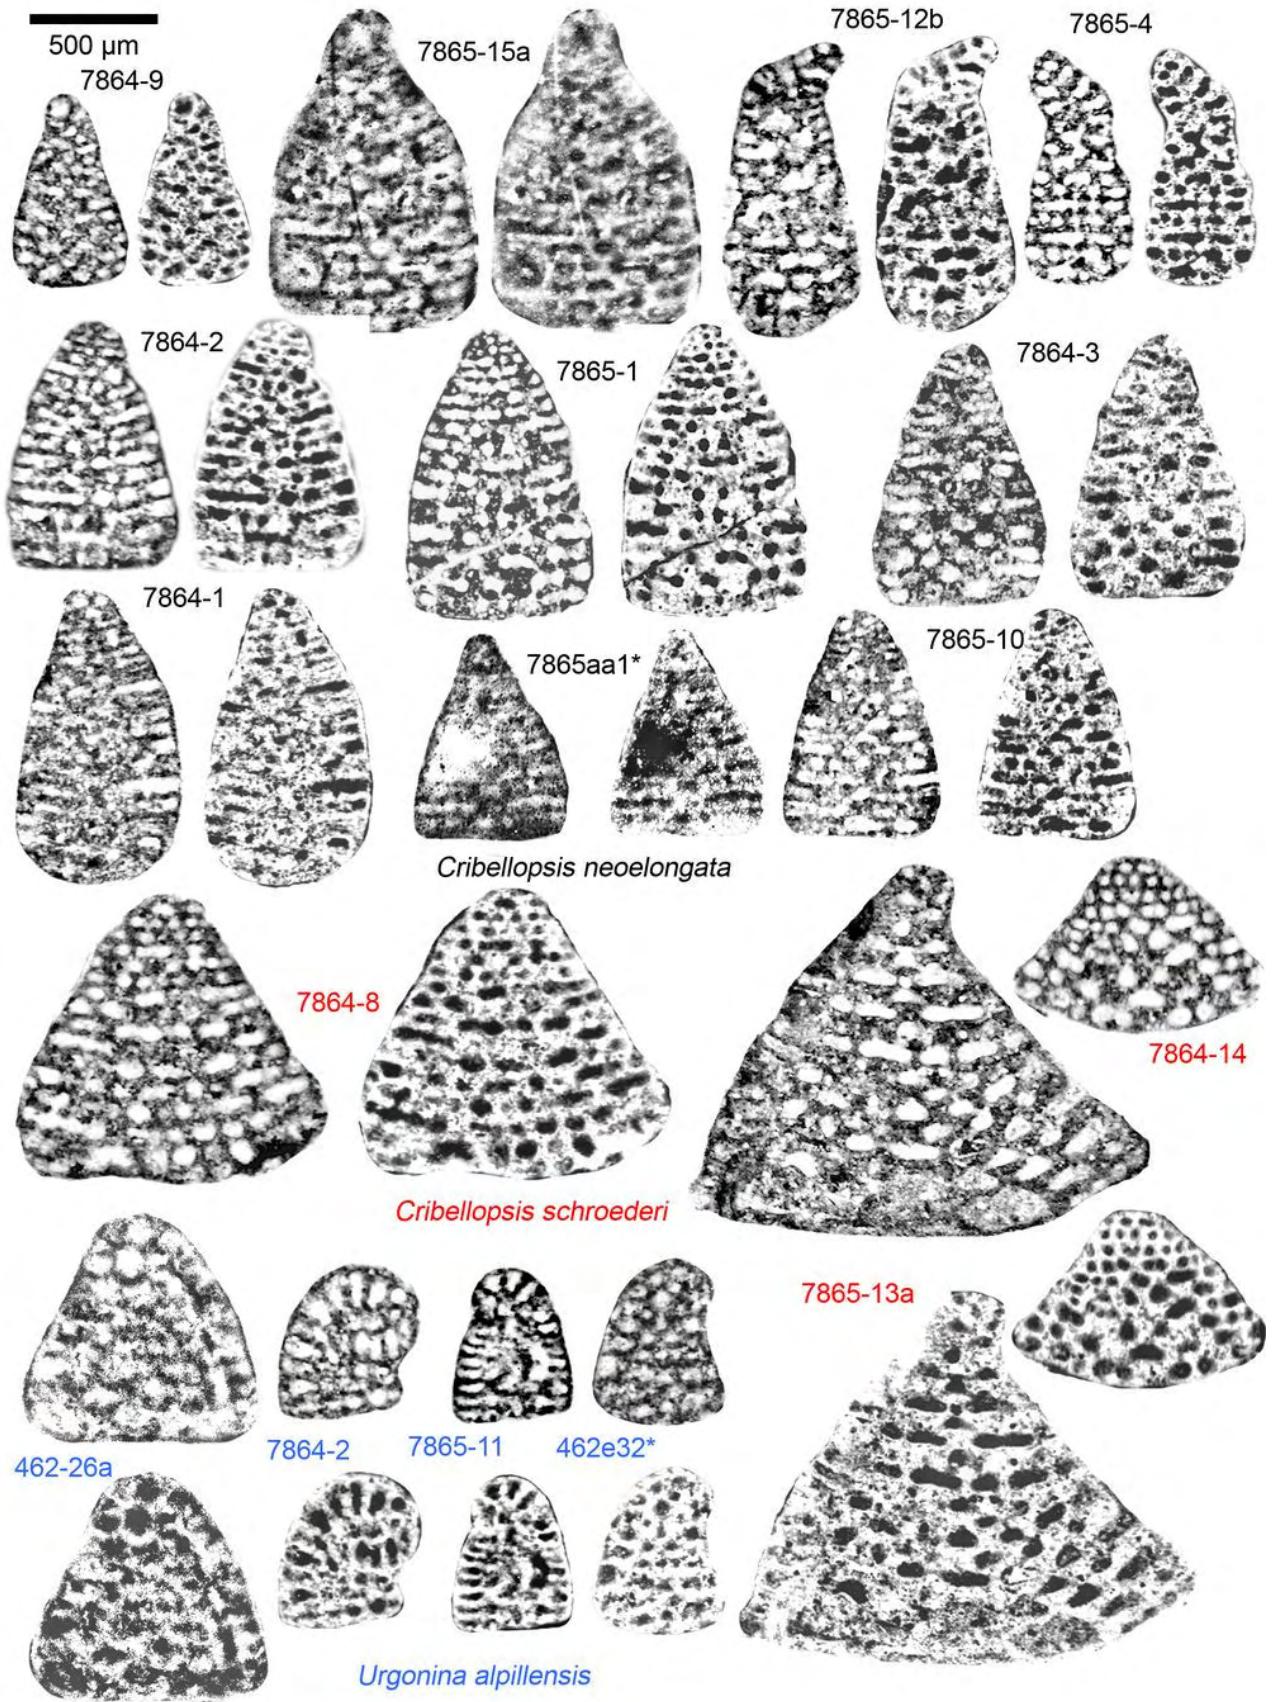 500 µm
7864-9
7865-15a
7865-12b
7865-4
7864-2
7865-1
7864-3
7864-1
7865aa1*
7865-10
Cribellopsis neoelongata
7864-8
7864-14
Cribellopsis schroederi
7865-13a
462-26a
7864-2
7865-11
462e32*
Urgonina alpillensis